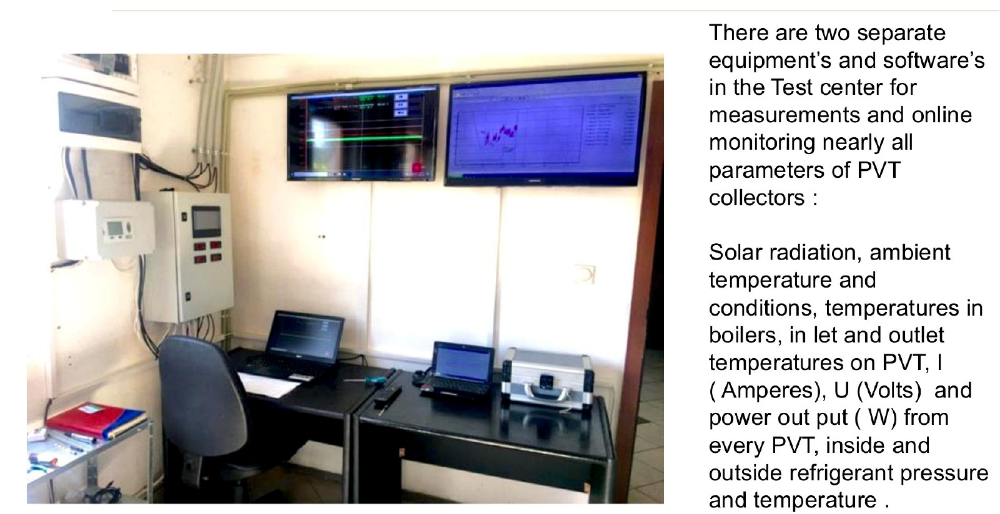 There are two separate
equipment’s and software’s
in the Test center for
measurements and online
monitoring nearly all
parameters of PVT
collectors :
Solar radiation, ambient
temperature and
conditions, temperatures in
boilers, in let and outlet
temperatures on PVT, I
( Amperes), U (Volts)  and
power out put ( W) from
every PVT, inside and
outside refrigerant pressure
and temperature .